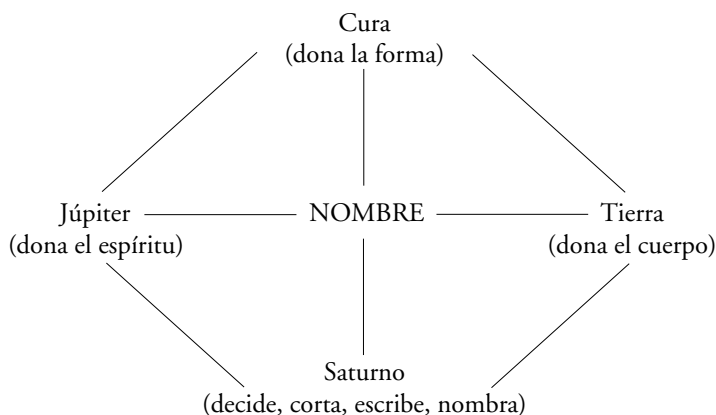 Cura
(dona la forma)
Júpiter
NOMBRE
Tierra
(dona el espíritu)
(dona el cuerpo)
Saturno
(decide, corta, escribe, nombra)